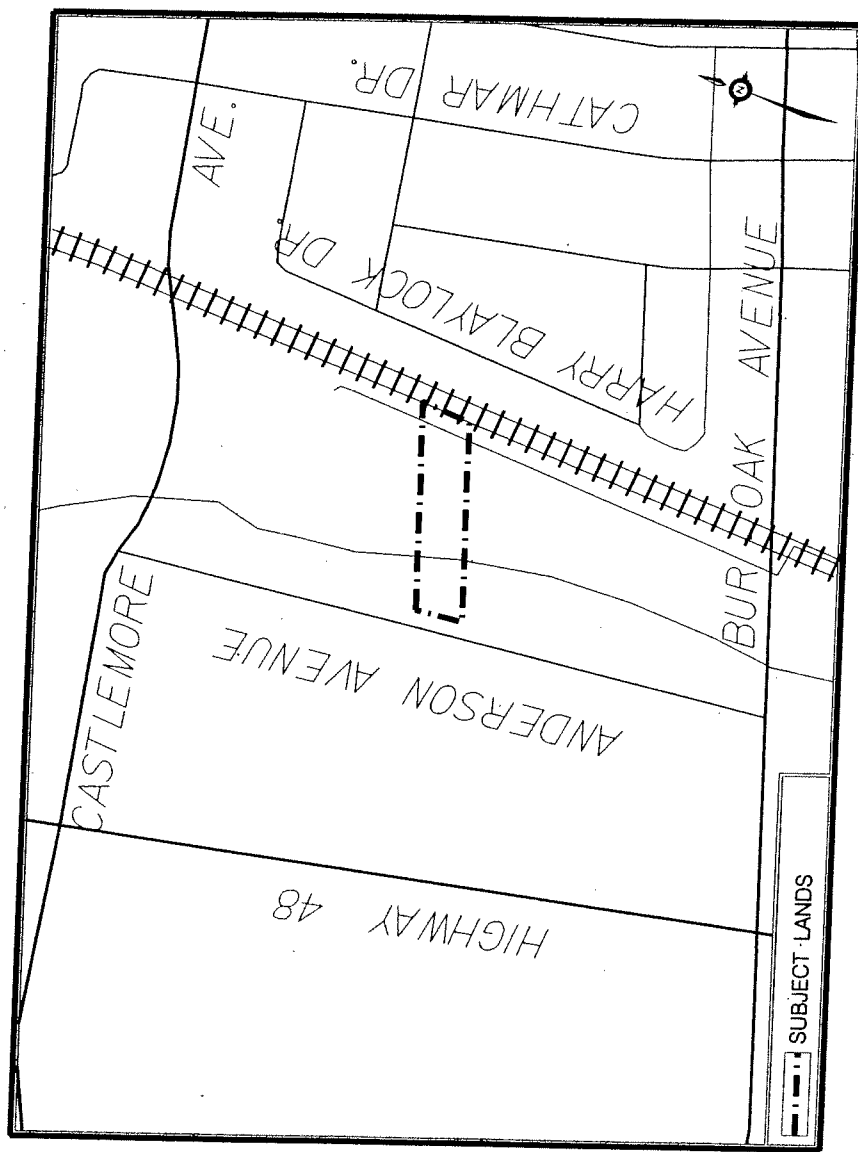 CASTLEMORE AVE.
CATHMAR DR.
HARRY BLAYLOCK DR.
ANDERSON AVENUE
HIGHWAY 48
BUR OAK AVENUE
N
SUBJECT LANDS